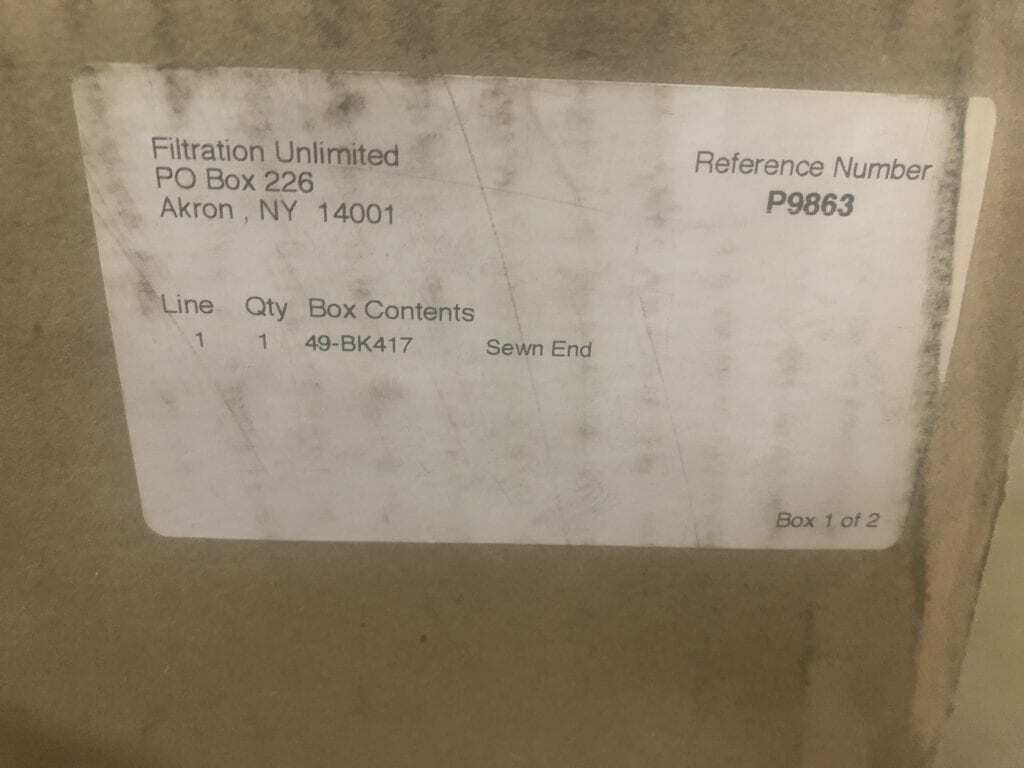 Filtration Unlimited
PO Box 226
Akron , NY 14001
Reference Number
P9863
Line Qty Box Contents
1 1 49-BK417 Sewn End
Box 1 of 2